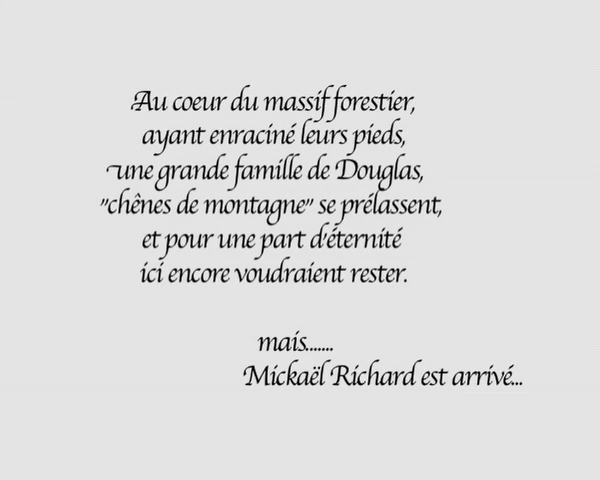 Au coeur du massif forestier,
ayant enraciné leurs pieds,
une grande famille de Douglas,
"chênes de montagne" se prélassent,
et pour une part d'éternité
ici encore voudraient rester.
mais.......
Mickaël Richard est arrivé...